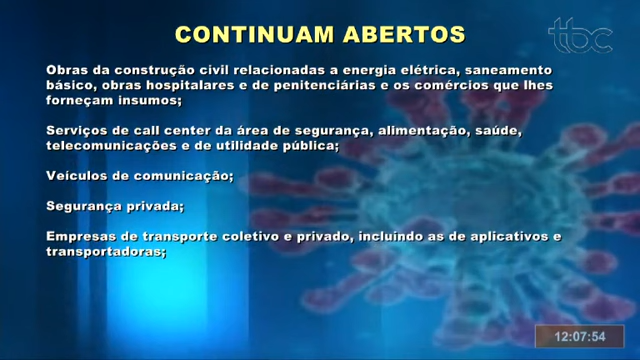 CONTINUAM ABERTOS
tbc
Obras da construção civil relacionadas a energia elétrica, saneamento
básico, obras hospitalares e de penitenciárias e os comércios que lhes
forneçam insumos;
Serviços de call center da área de segurança, alimentação, saúde,
telecomunicações e de utilidade pública;
Veículos de comunicação;
Segurança privada;
Empresas de transporte coletivo e privado, incluindo as de aplicativos e
transportadoras;
12:07:54